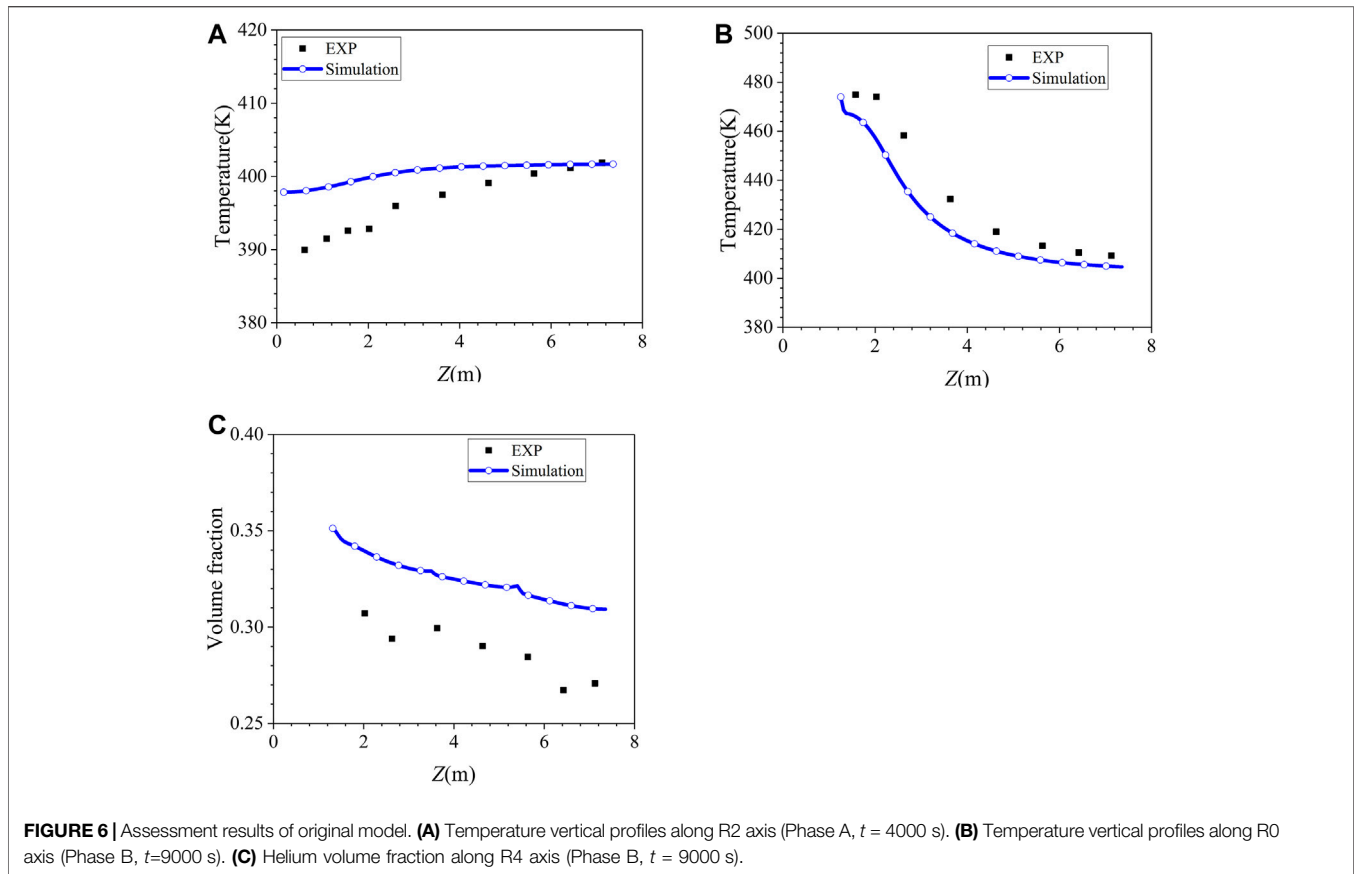 A
EXP
Simulation
420
410
400
390
380
Temperature(K)
0 2 4 6 8
Z(m)
B
EXP
Simulation
500
480
460
440
420
400
380
Temperature(K)
0 2 4 6 8
Z(m)
C
EXP
Simulation
0.40
0.35
0.30
0.25
Volume fraction
0 2 4 6 8
Z(m)
FIGURE 6 | Assessment results of original model. (A) Temperature vertical profiles along R2 axis (Phase A, t = 4000 s). (B) Temperature vertical profiles along R0
axis (Phase B, t=9000 s). (C) Helium volume fraction along R4 axis (Phase B, t = 9000 s).